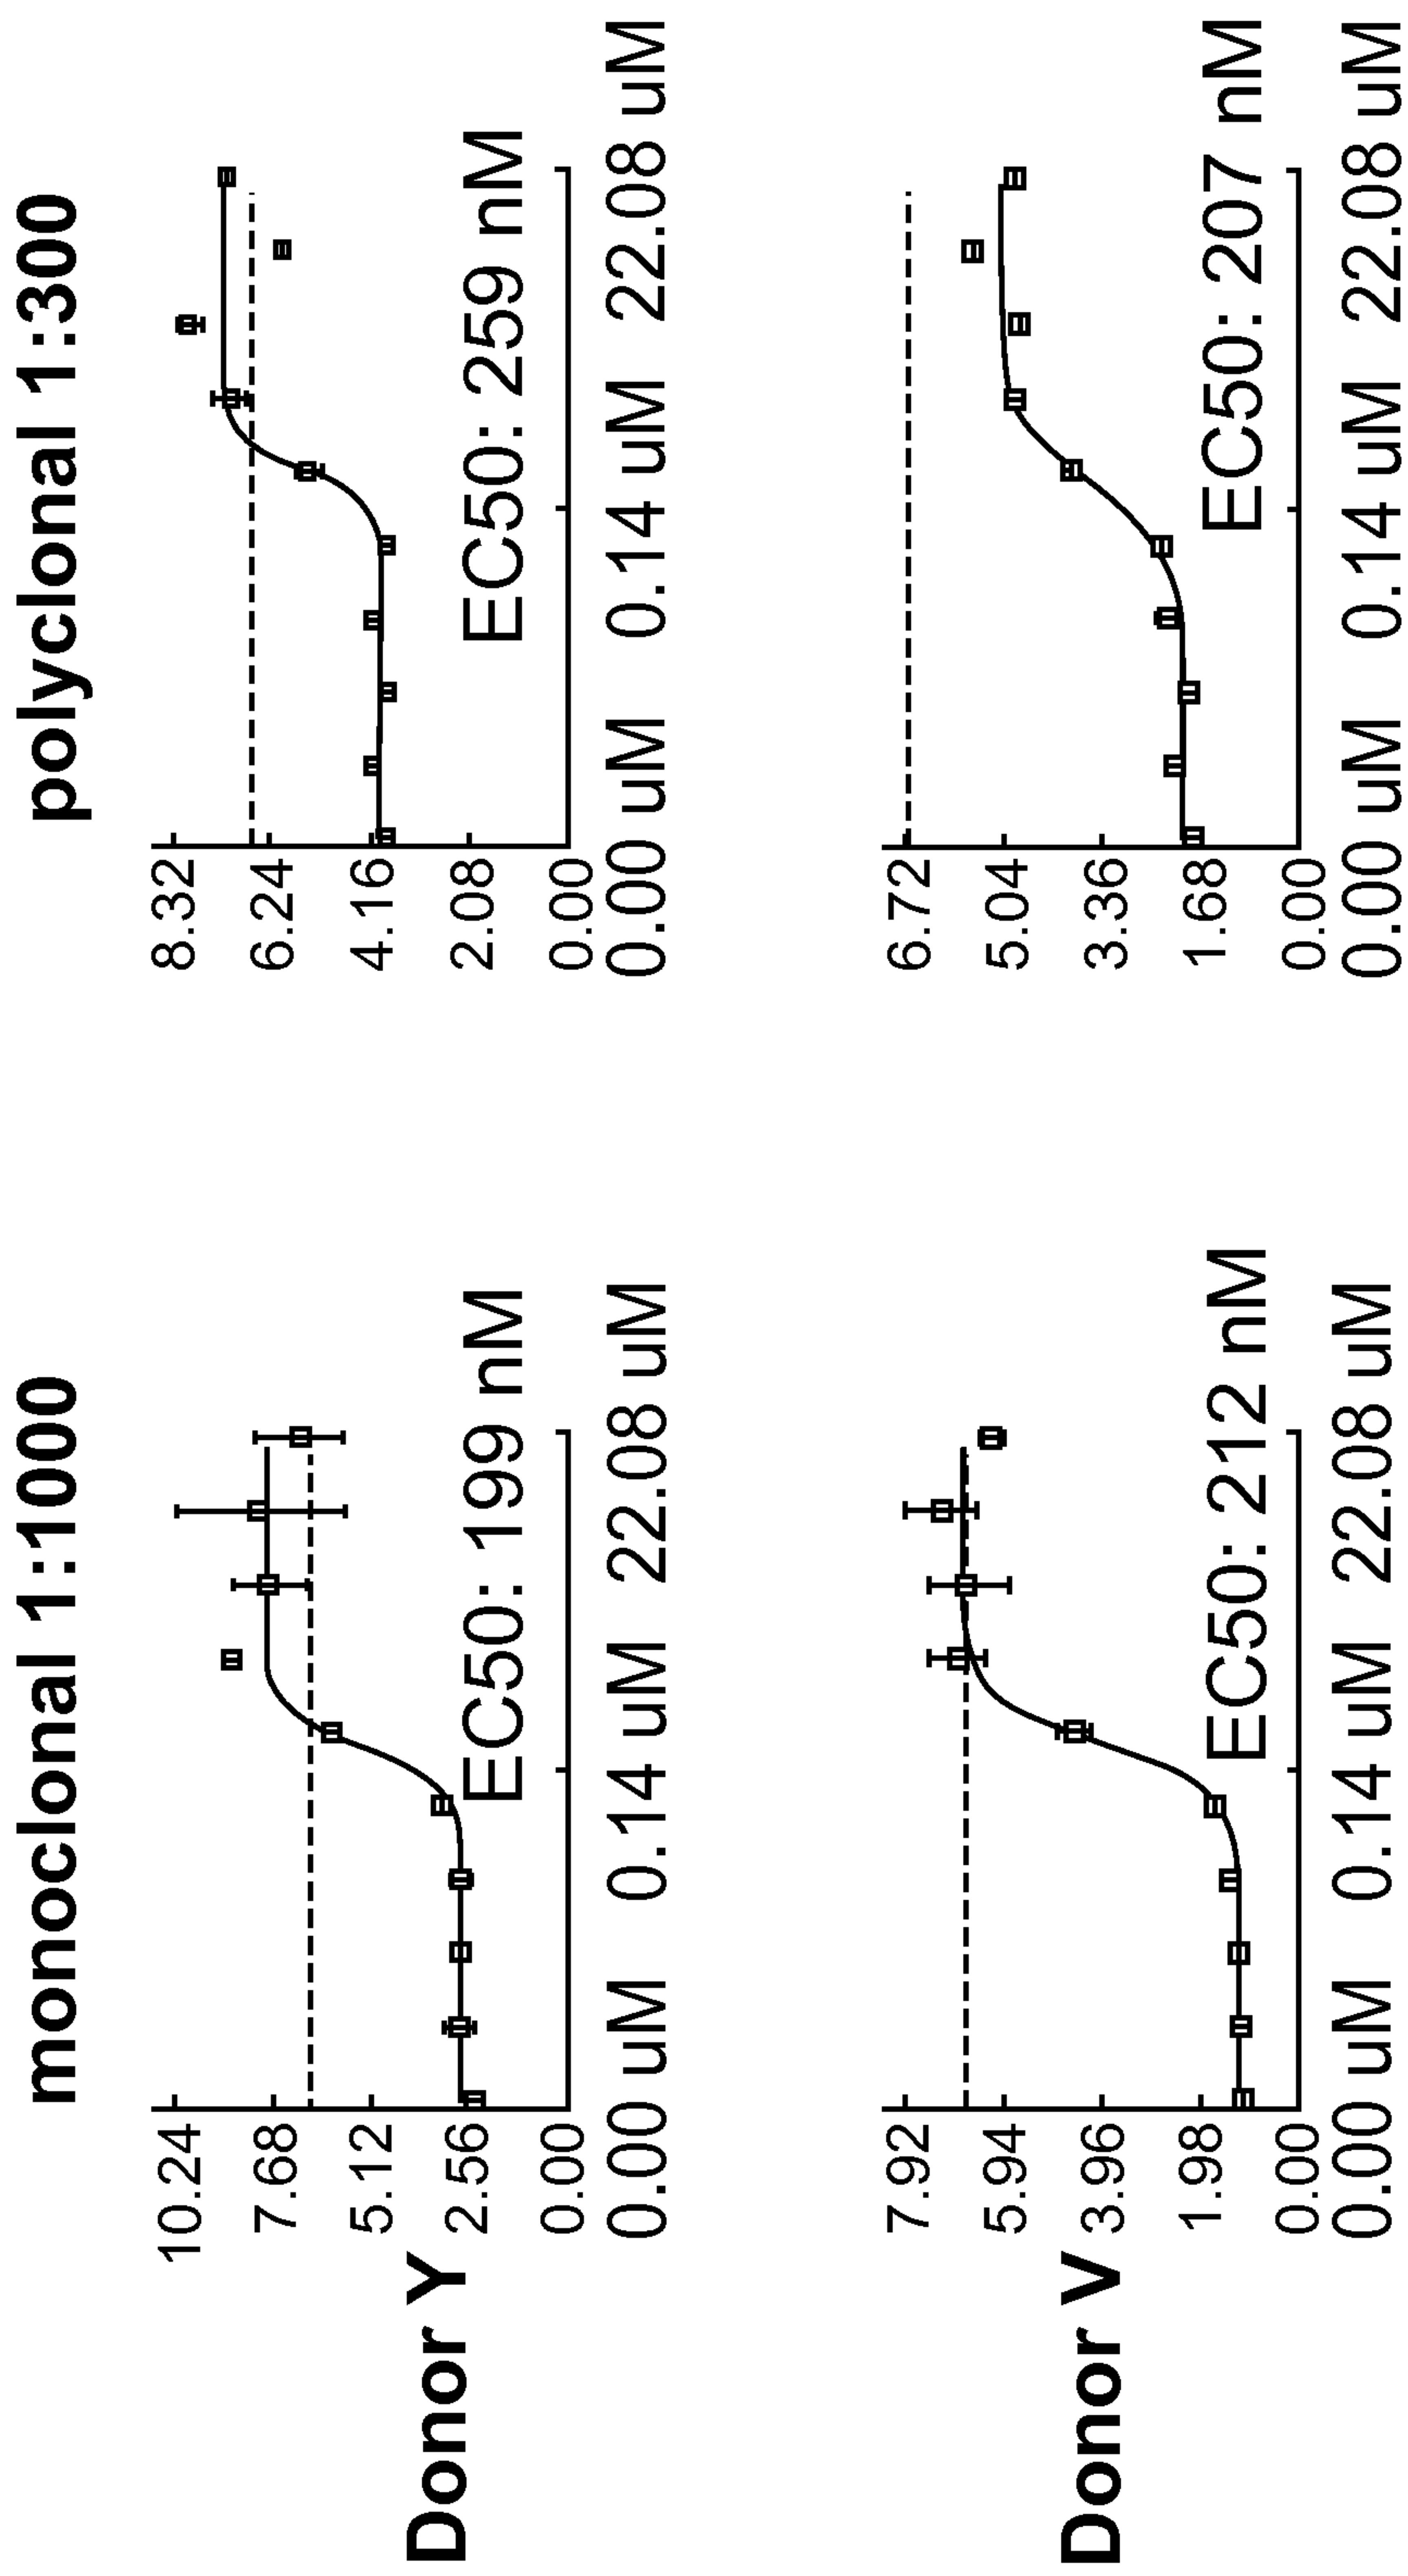 monoclonal 1:1000
polyclonal 1:300
Donor Y
10.24
7.68
5.12
2.56
0.00
EC50: 199 nM
0.00 uM 0.14 uM 22.08 uM
8.32
6.24
4.16
2.08
0.00
EC50: 259 nM
0.00 uM 0.14 uM 22.08 uM
Donor V
7.92
5.94
3.96
1.98
0.00
EC50: 212 nM
0.00 uM 0.14 uM 22.08 uM
6.72
5.04
3.36
1.68
0.00
EC50: 207 nM
0.00 uM 0.14 uM 22.08 uM